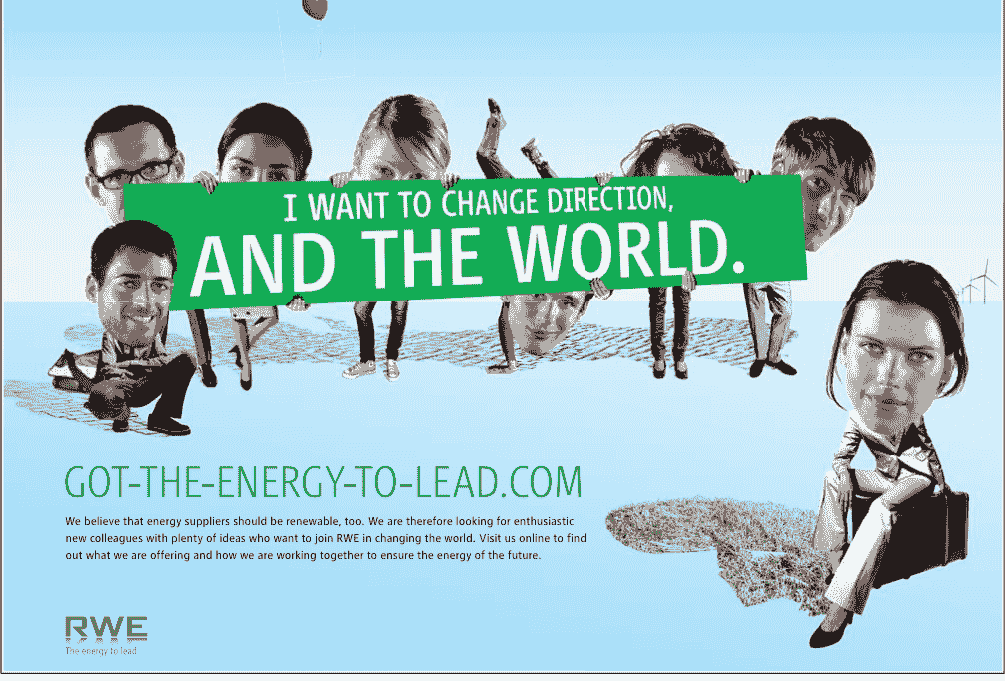 I WANT TO CHANGE DIRECTION,
AND THE WORLD.
GOT-THE-ENERGY-TO-LEAD.COM
We believe that energy suppliers should be renewable, too. We are therefore looking for enthusiastic
new colleagues with plenty of ideas who want to join RWE in changing the world. Visit us online to find
out what we are offering and how we are working together to ensure the energy of the future.
RWE
The energy to lead